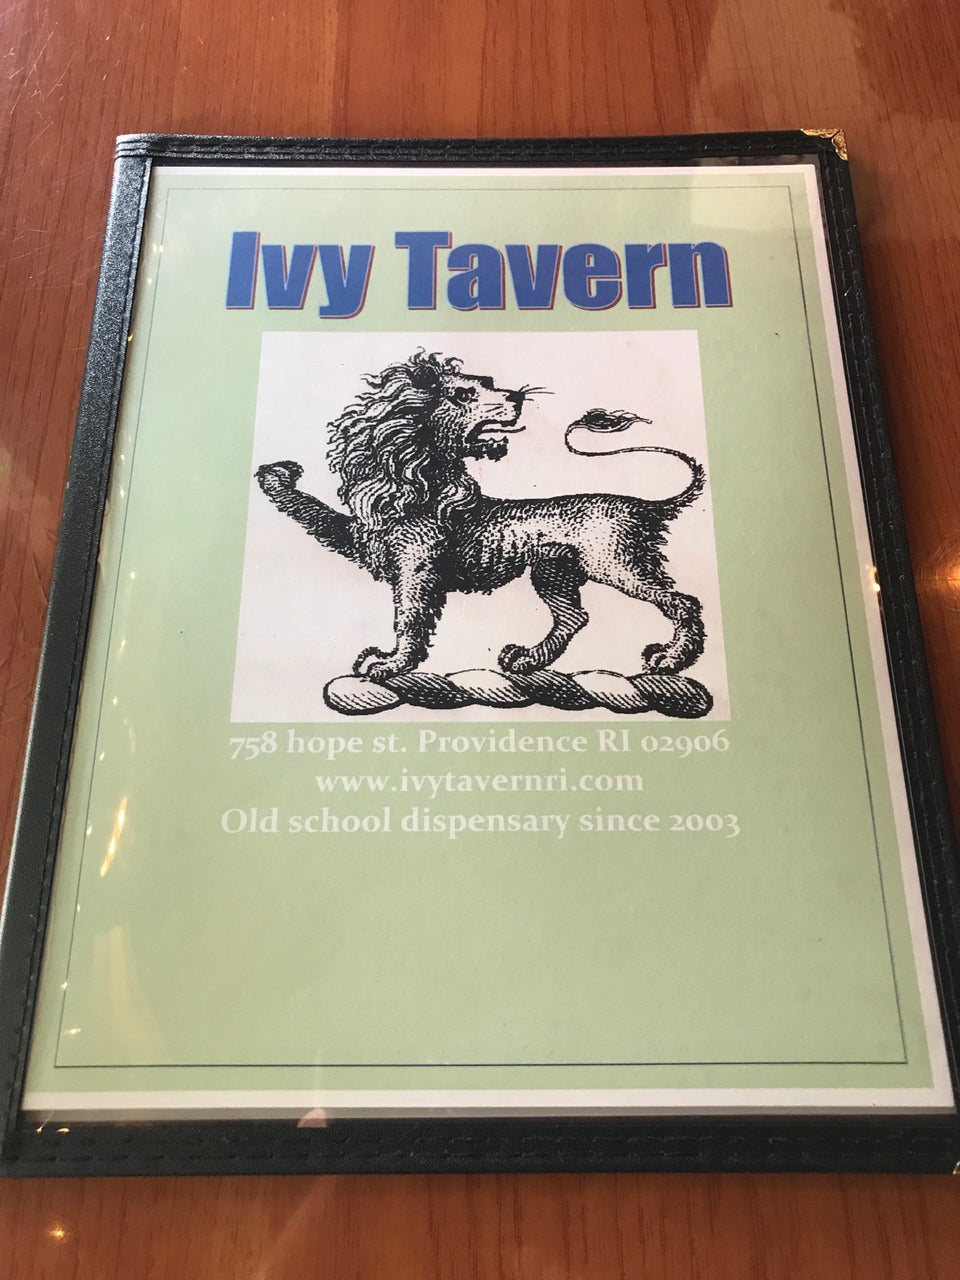 Ivy Tavern
758 hope st. Providence RI 02906
www.ivytavernri.com
Old school dispensary since 2003